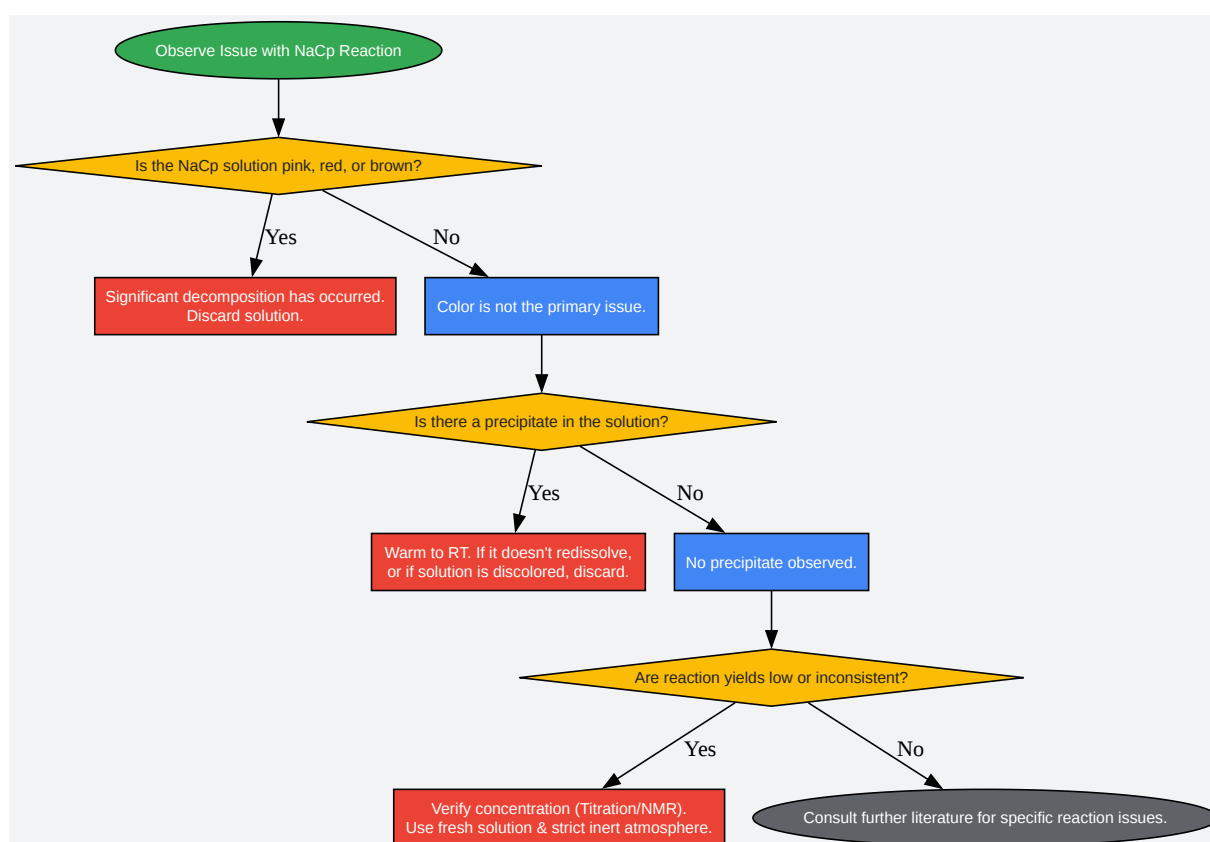 Observe Issue with NaCp Reaction
Is the NaCp solution pink, red, or brown?
Yes
No
Significant decomposition has occurred.
Discard solution.
Color is not the primary issue.
Is there a precipitate in the solution?
Yes
No
Warm to RT. If it doesn't redissolve,
or if solution is discolored, discard.
No precipitate observed.
Are reaction yields low or inconsistent?
Yes
No
Verify concentration (Titration/NMR).
Use fresh solution & strict inert atmosphere.
Consult further literature for specific reaction issues.